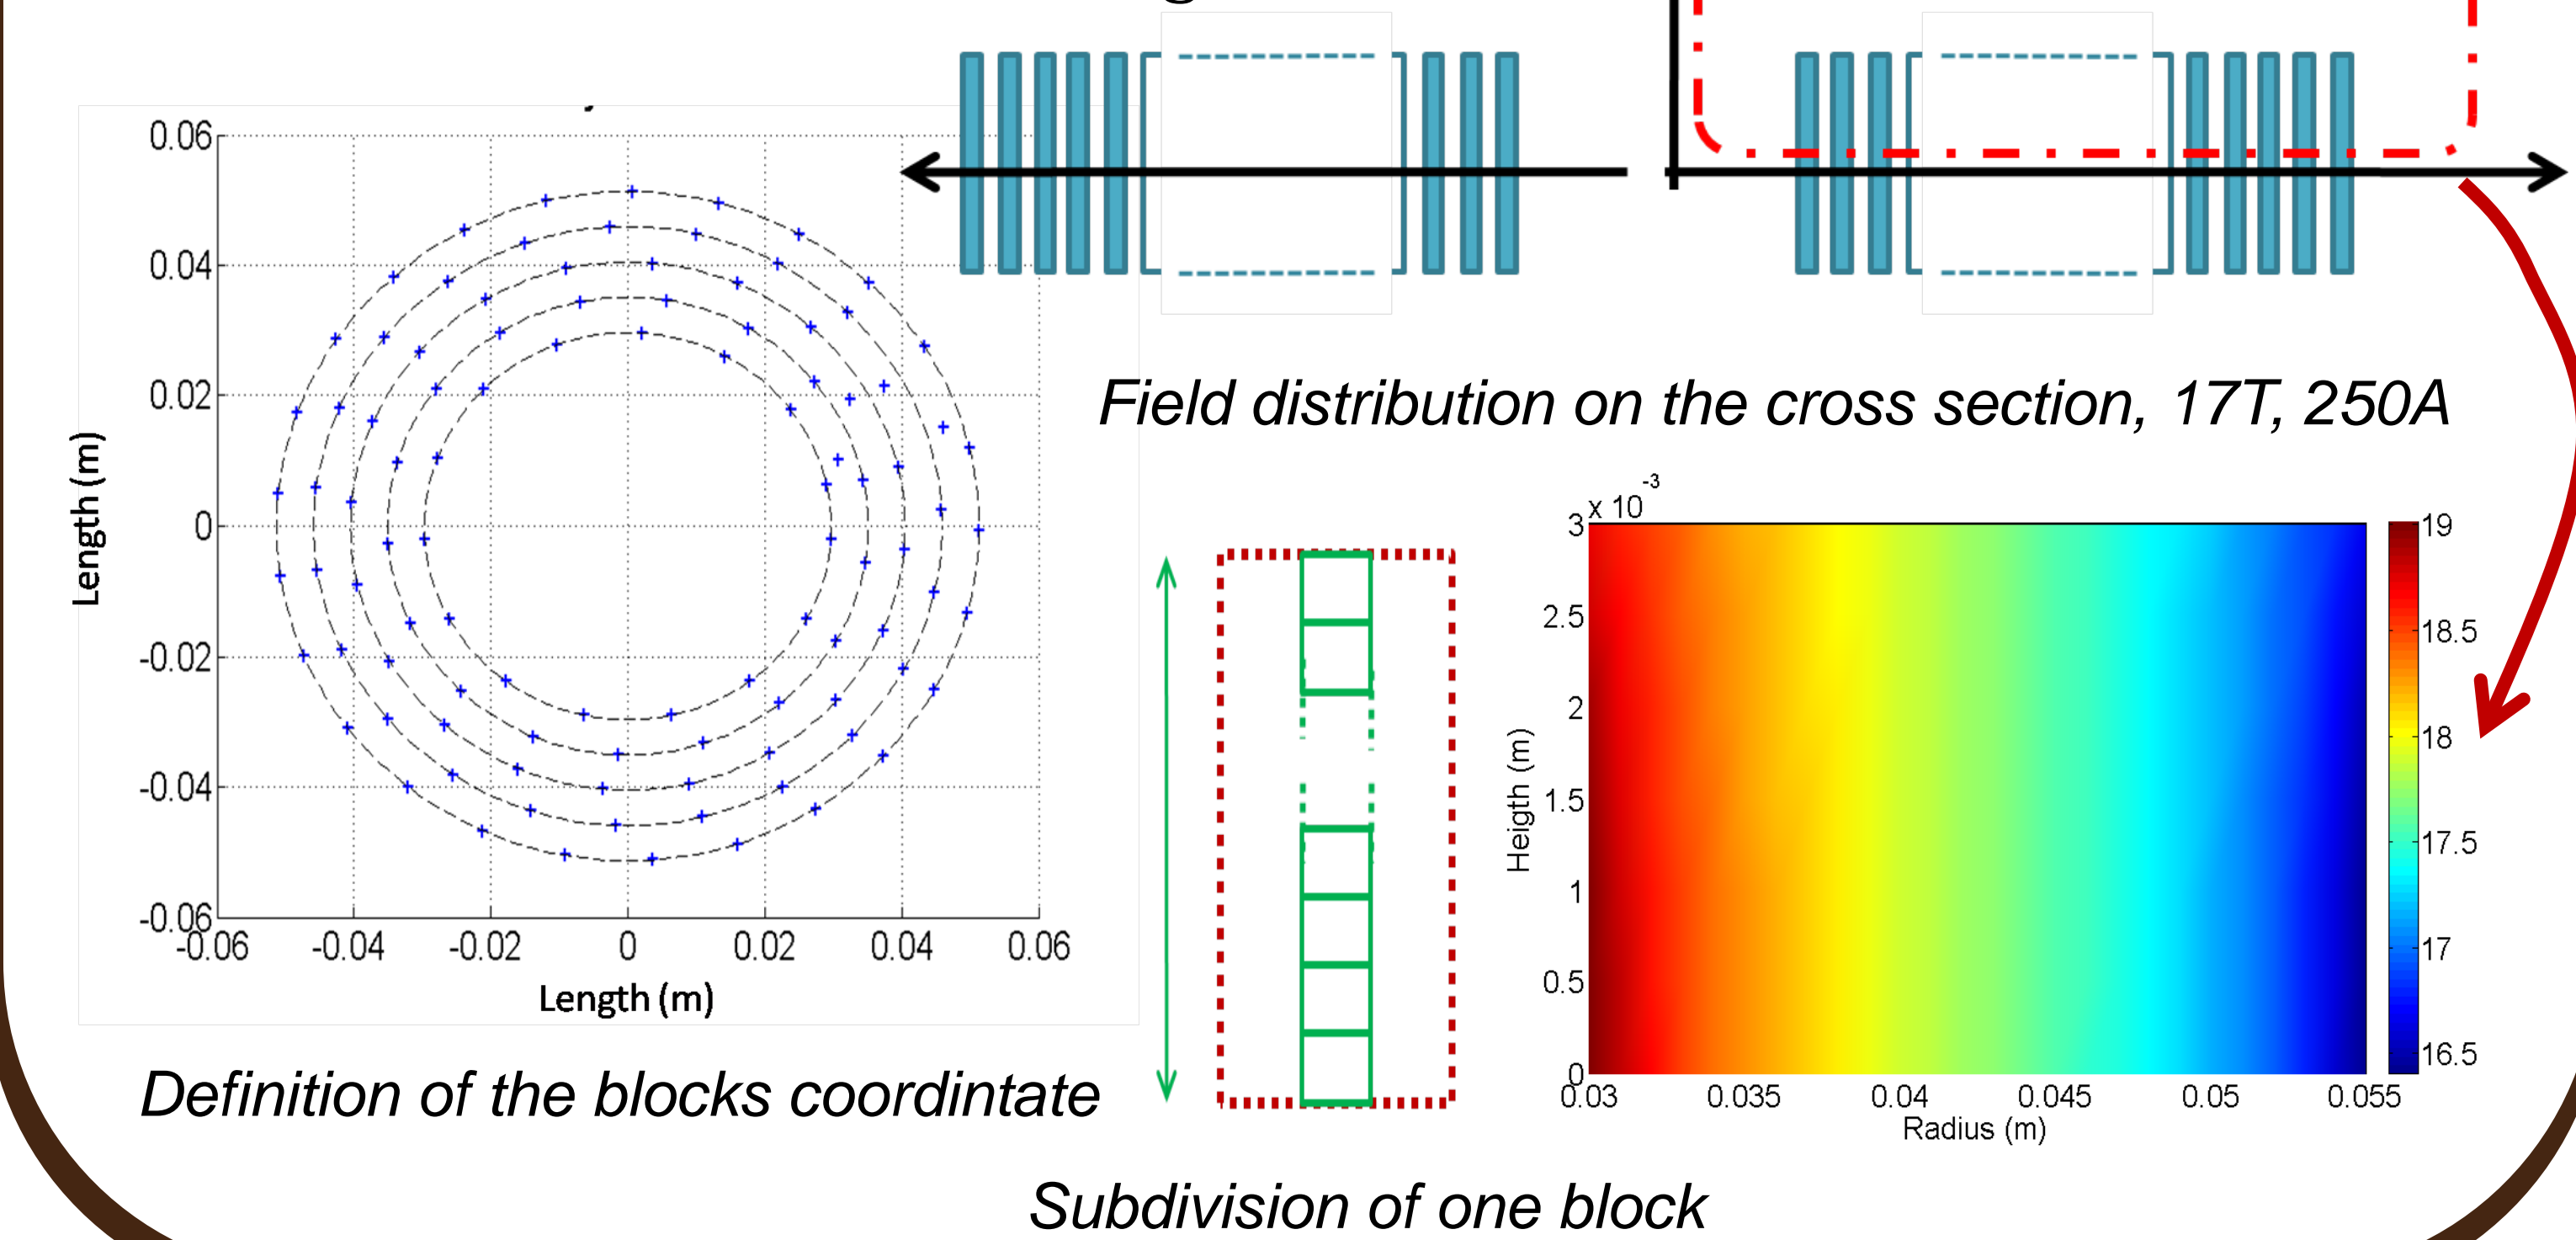 0.06
0.04
0.02
0
-0.02
-0.04
-0.06
-0.06 -0.04 -0.02 0 0.02 0.04 0.06
Length (m)
Length (m)
Definition of the blocks coordintate
Field distribution on the cross section, 17T, 250A
x 10 -3
3
2.5
2
1.5
1
0.5
0
Heigth (m)
0.03 0.035 0.04 0.045 0.05 0.055
Radius (m)
19
18.5
18
17.5
17
16.5
Subdivision of one block